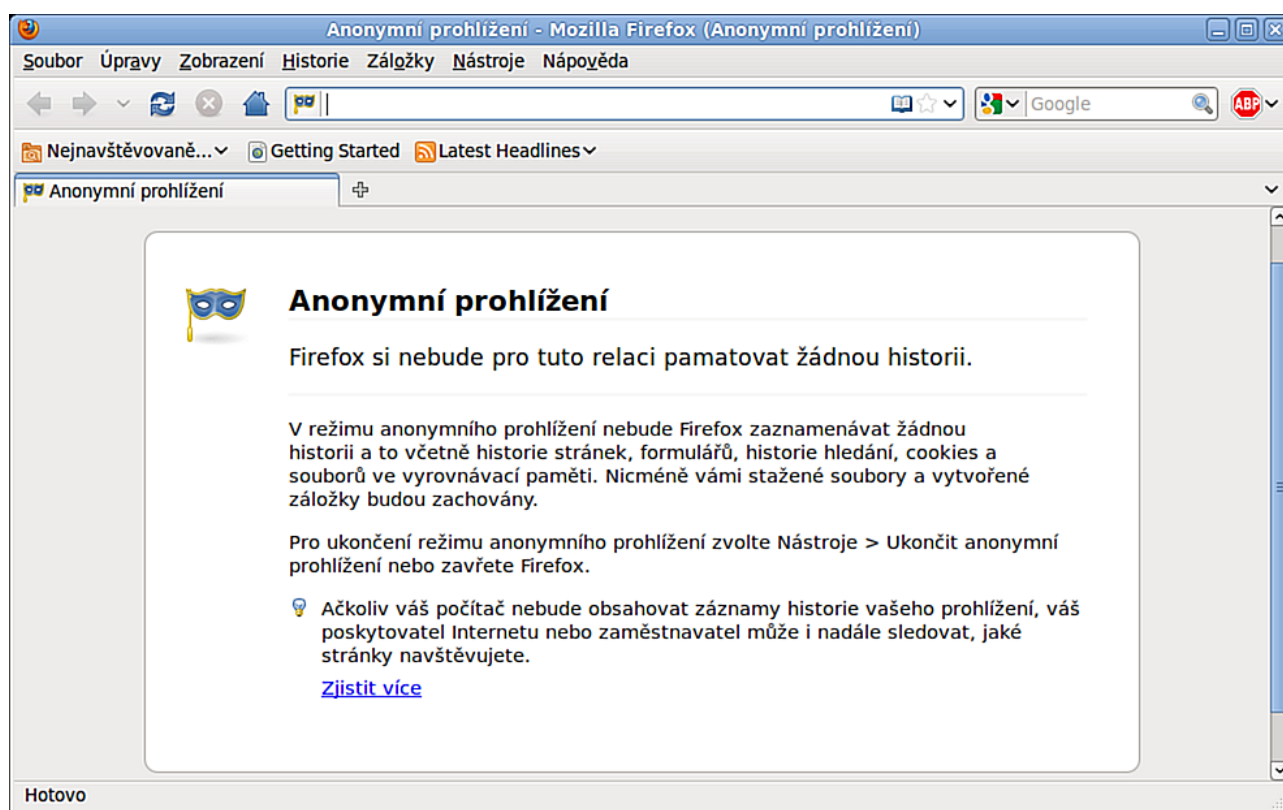 Anonymní prohlížení - Mozilla Firefox (Anonymní prohlížení)
Soubor Úpravy Zobrazení Historie Záložky Nástroje Nápověda
Google ABP
Nejnavštěvovaně... Getting Started Latest Headlines
Anonymní prohlížení
Anonymní prohlížení
Firefox si nebude pro tuto relaci pamatovat žádnou historii.
V režimu anonymního prohlížení nebude Firefox zaznamenávat žádnou
historii a to včetně historie stránek, formulářů, historie hledání, cookies a
souborů ve vyrovnávací paměti. Nicméně vámi stažené soubory a vytvořené
záložky budou zachovány.
Pro ukončení režimu anonymního prohlížení zvolte Nástroje > Ukončit anonymní
prohlížení nebo zavřete Firefox.
Ačkoliv váš počítač nebude obsahovat záznamy historie vašeho prohlížení, váš
poskytovatel Internetu nebo zaměstnavatel může i nadále sledovat, jaké
stránky navštěvujete.
Zjistit více
Hotovo